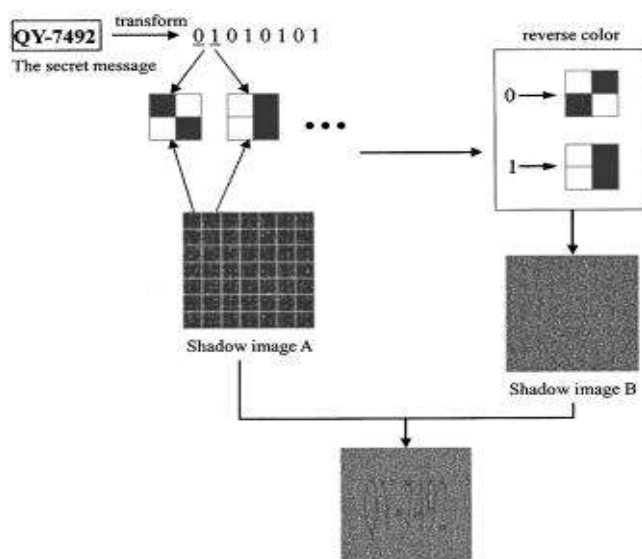 QY-7492
transform
0 1 0 1 0 1 0 1
The secret message
reverse color
0
1
Shadow image A
Shadow image B